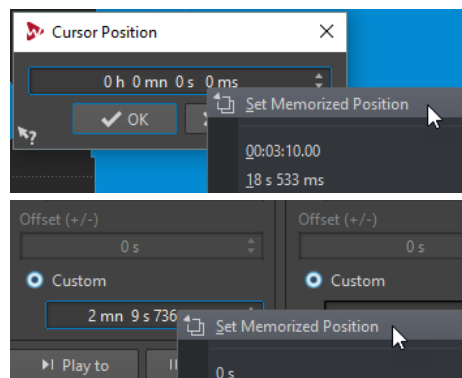 Cursor Position
0 h 0 mn 0 s 0 ms
OK
Set Memorized Position
00:03:10.00
18 s 533 ms
Offset (+/-)
Offset (+/-)
0 s
0 s
Custom
Custom
2 mn 9 s 736
Set Memorized Position
Play to
0 s